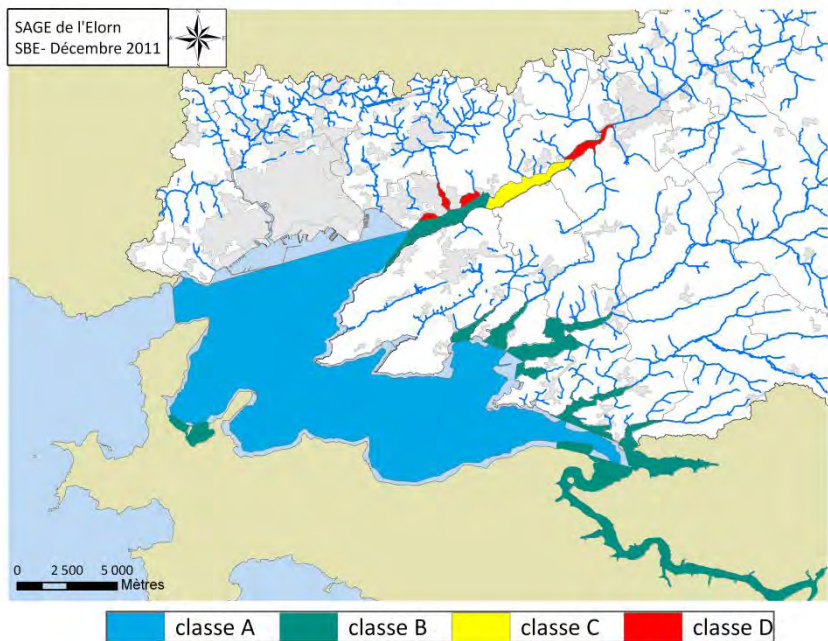 SAGE de l'Elorn
SBE- Décembre 2011
N
0 2 500 5 000
Mètres
classe A classe B classe C classe D